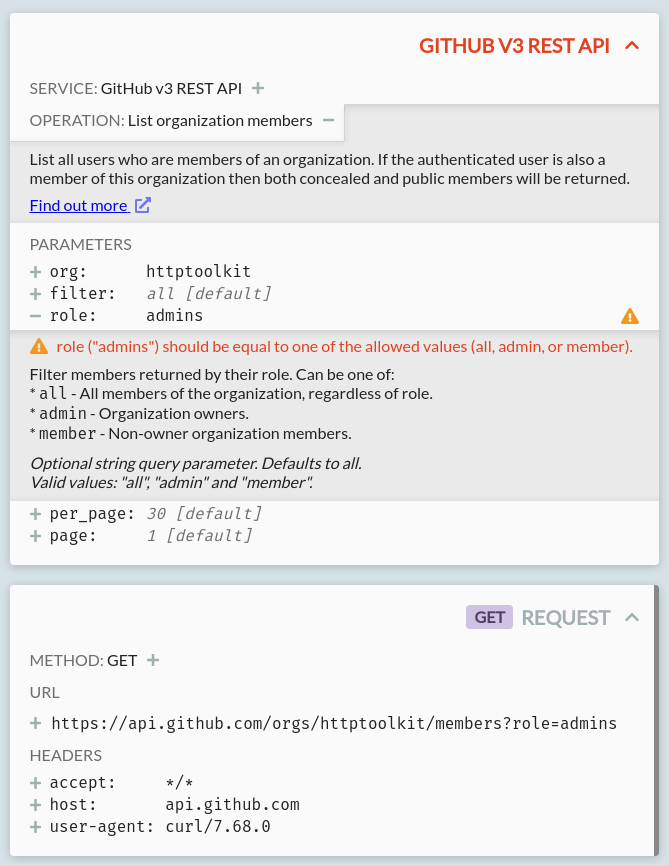 GITHUB V3 REST API
SERVICE: GitHub v3 REST API +
OPERATION: List organization members −
List all users who are members of an organization. If the authenticated user is also a
member of this organization then both concealed and public members will be returned.
Find out more
PARAMETERS
+ org: httptoolkit
+ filter: all [default]
− role: admins
role ("admins") should be equal to one of the allowed values (all, admin, or member).
Filter members returned by their role. Can be one of:
* all - All members of the organization, regardless of role.
* admin - Organization owners.
* member - Non-owner organization members.
Optional string query parameter. Defaults to all.
Valid values: "all", "admin" and "member".
+ per_page: 30 [default]
+ page: 1 [default]
GET REQUEST
METHOD: GET +
URL
+ https://api.github.com/orgs/httptoolkit/members?role=admins
HEADERS
+ accept: */*
+ host: api.github.com
+ user-agent: curl/7.68.0